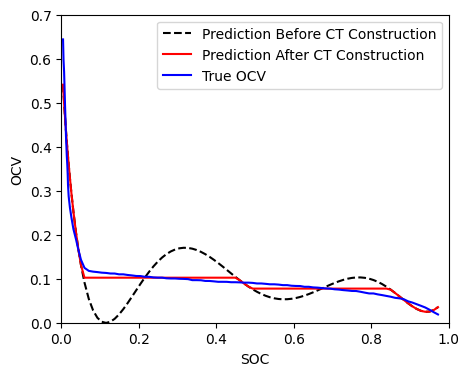 Prediction Before CT Construction
Prediction After CT Construction
True OCV
0.7
0.6
0.5
0.4
0.3
0.2
0.1
0.0
OCV
0.0 0.2 0.4 0.6 0.8 1.0
SOC